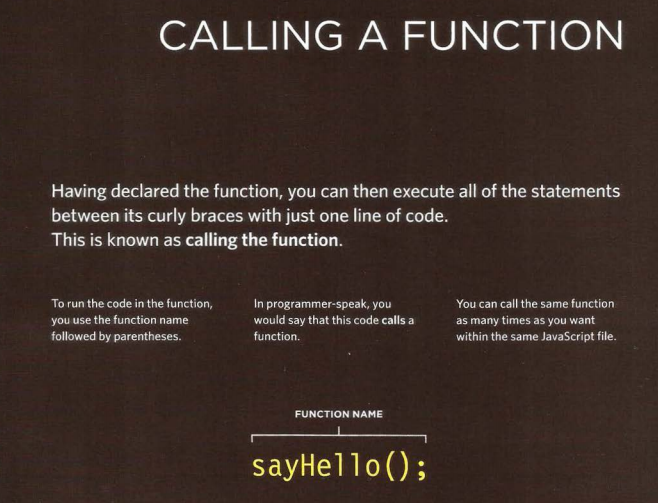 CALLING A FUNCTION
Having declared the function, you can then execute all of the statements
between its curly braces with just one line of code.
This is known as calling the function.
To run the code in the function,
you use the function name
followed by parentheses.
In programmer-speak, you
would say that this code calls a
function.
You can call the same function
as many times as you want
within the same JavaScript file.
FUNCTION NAME
sayHello();